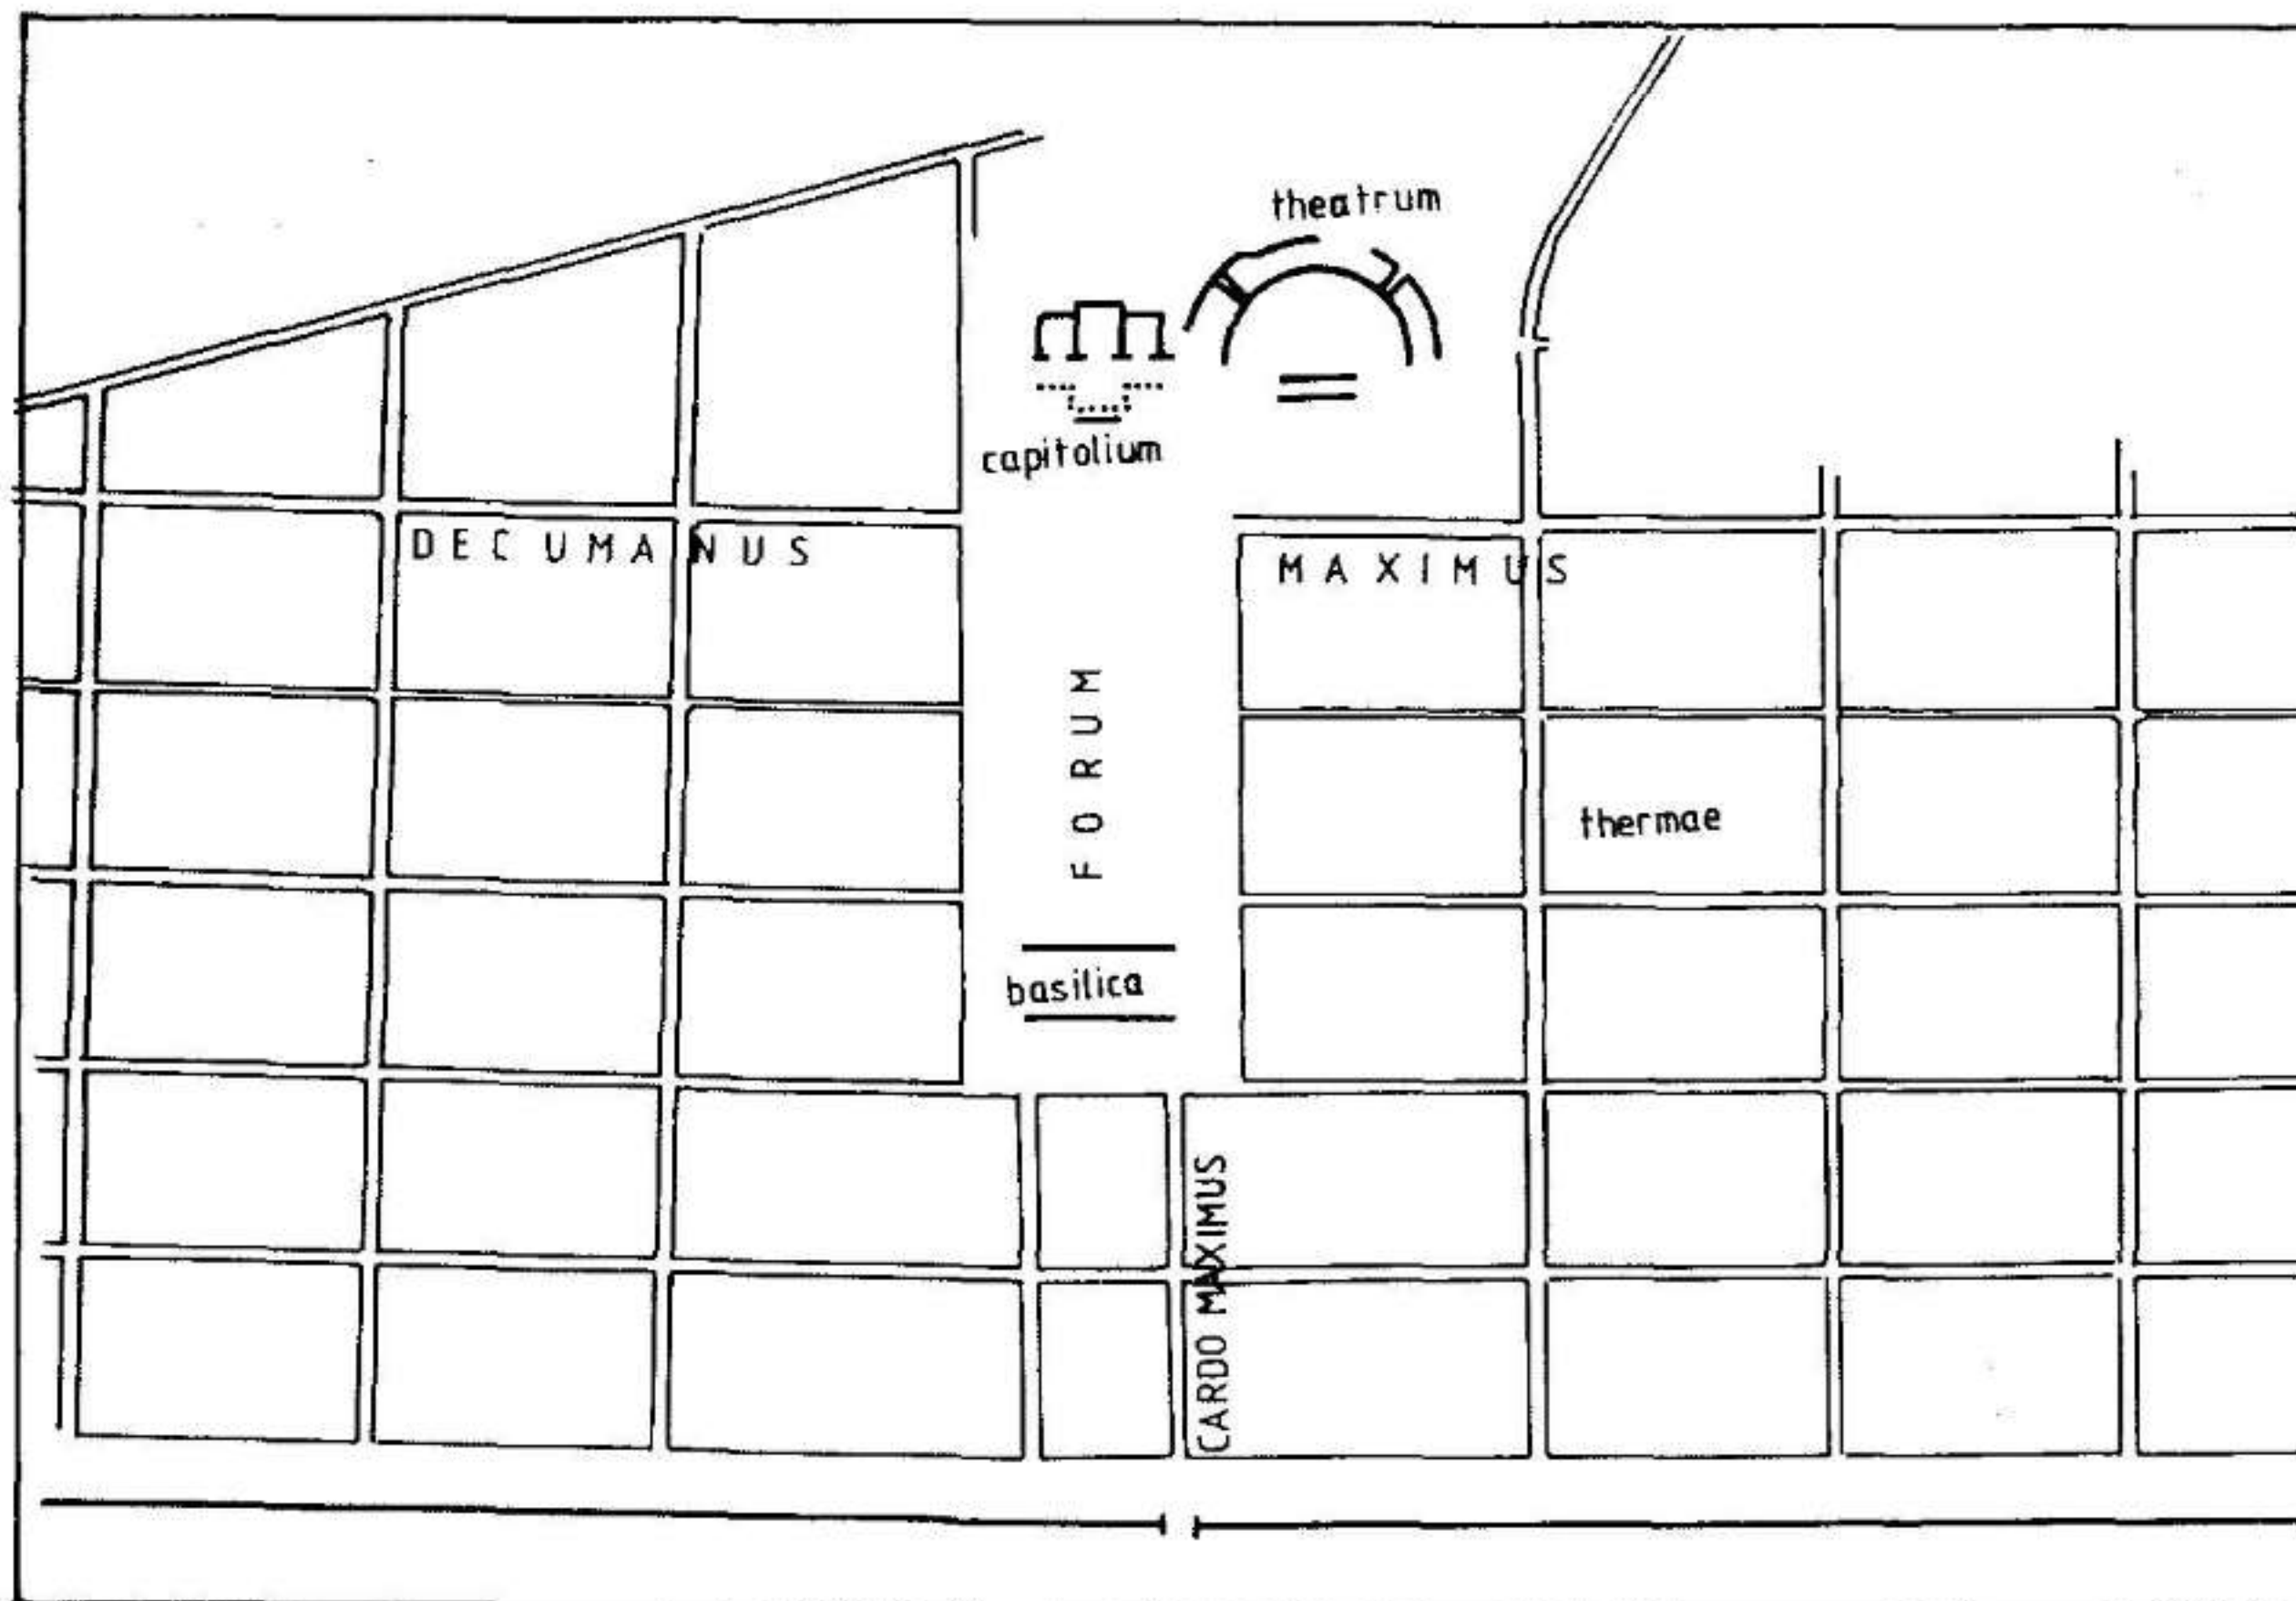 theatrum
capitolium
DECUMANUS MAXIMUS
FORUM
thermae
basilica
CARDO MAXIMUS